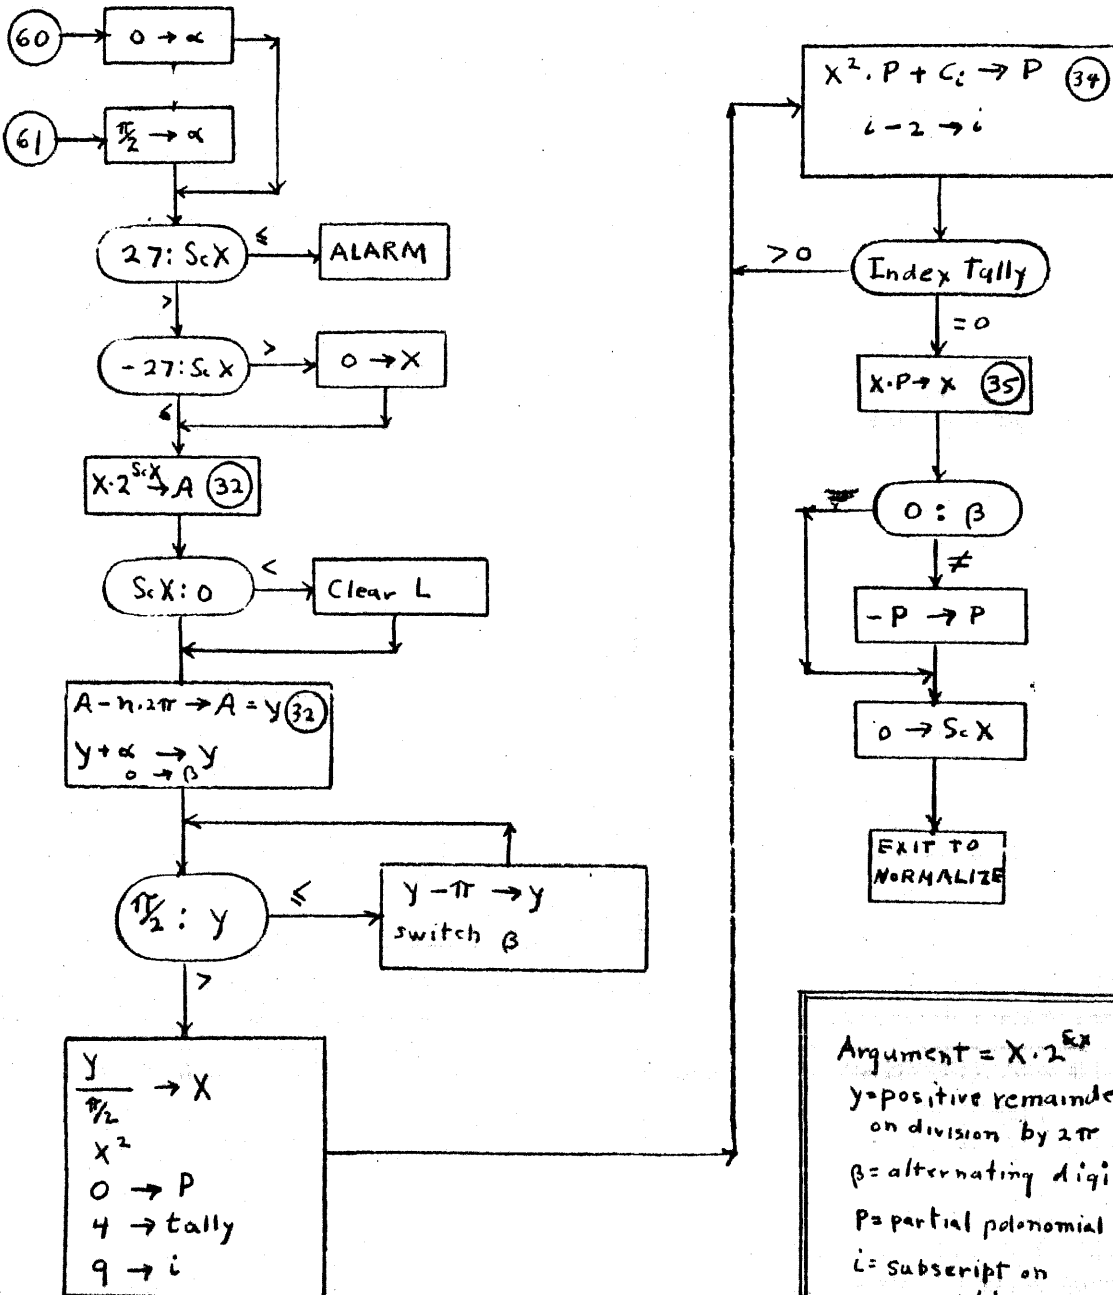 60
0 → α
61
π/2 → α
27: ScX
≤
ALARM
>
-27: ScX
>
0 → X
≤
X·2^ScX → A 32
ScX: 0
<
Clear L
A - n·2π → A = y 32
y + α → y
0 → β
π/2 : y
≤
y - π → y
switch β
>
y/π/2 → X
X²
0 → P
4 → tally
9 → i
X²·P + Ci → P 34
i - 2 → i
Index Tally
>0
=0
X·P → X 35
0 : β
≠
-P → P
0 → ScX
EXIT TO
NORMALIZE
Argument = X·2^ScX
y=positive remainde
on division by 2π
β= alternating digi
P= partial polonomial
i= subscript on